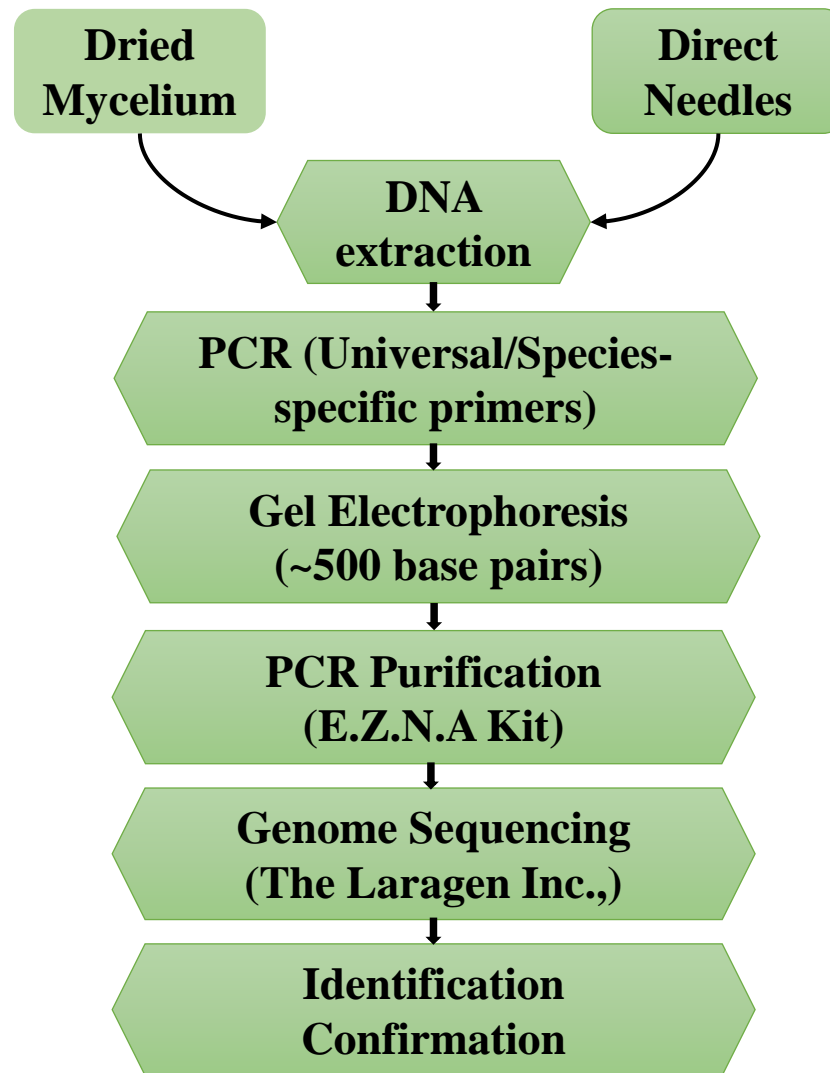 Dried
Mycelium
Direct
Needles
DNA
extraction
PCR (Universal/Species-
specific primers)
Gel Electrophoresis
(~500 base pairs)
PCR Purification
(E.Z.N.A Kit)
Genome Sequencing
(The Laragen Inc.,)
Identification
Confirmation